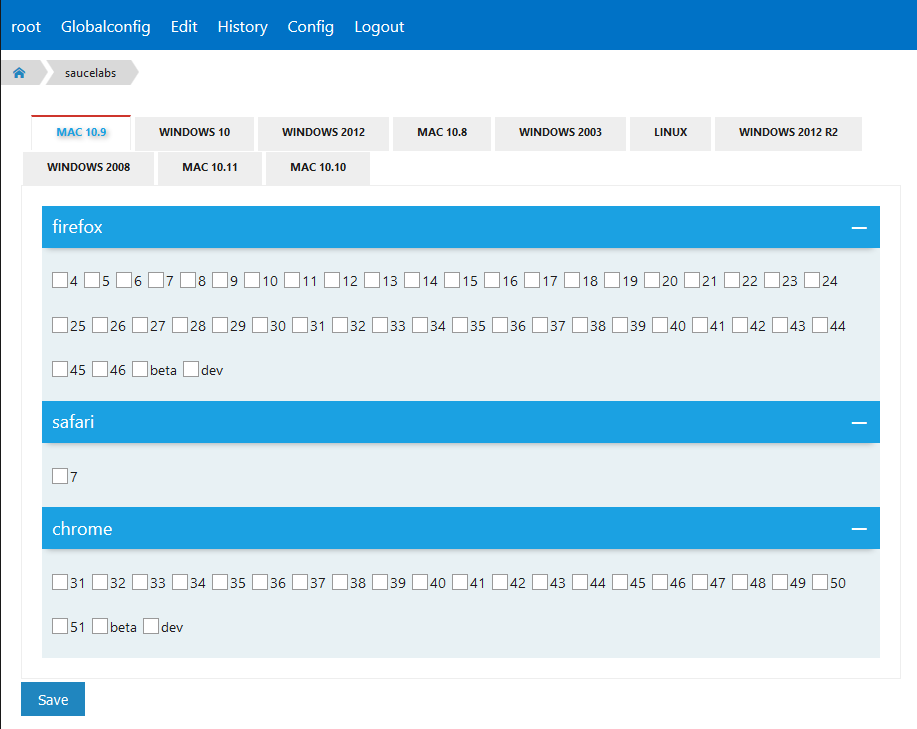 root Globalconfig Edit History Config Logout
saucelabs
MAC 10.9 WINDOWS 10 WINDOWS 2012 MAC 10.8 WINDOWS 2003 LINUX WINDOWS 2012 R2
WINDOWS 2008 MAC 10.11 MAC 10.10
firefox
4 5 6 7 8 9 10 11 12 13 14 15 16 17 18 19 20 21 22 23 24
25 26 27 28 29 30 31 32 33 34 35 36 37 38 39 40 41 42 43 44
45 46 beta dev
safari
7
chrome
31 32 33 34 35 36 37 38 39 40 41 42 43 44 45 46 47 48 49 50
51 beta dev
Save